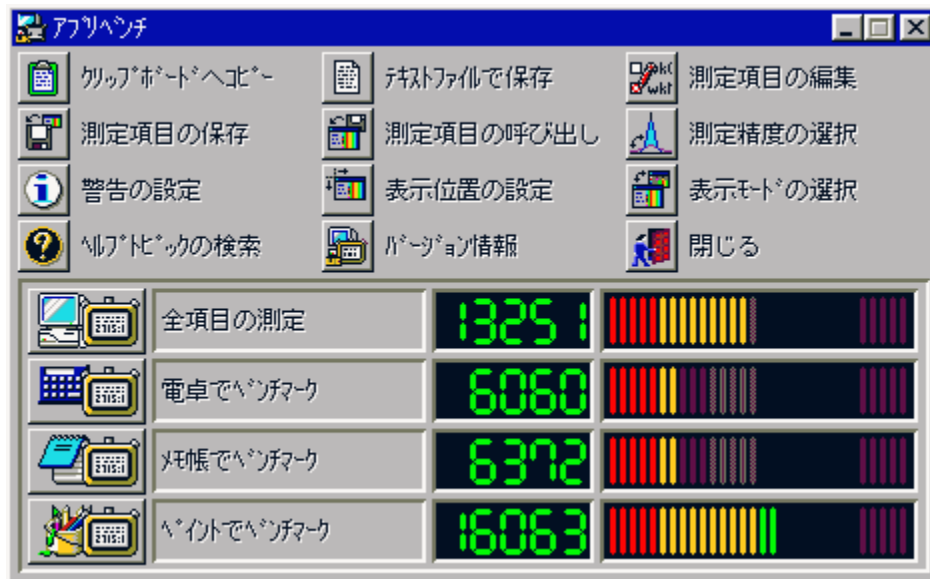 アプリベンチ
クリップボードへコピー
テキストファイルで保存
測定項目の編集
測定項目の保存
測定項目の呼び出し
測定精度の選択
警告の設定
表示位置の設定
表示モードの選択
ヘルプトピックの検索
バージョン情報
閉じる
全項目の測定 13251
電卓でベンチマーク 6060
メモ帳でベンチマーク 6372
ペイントでベンチマーク 16063